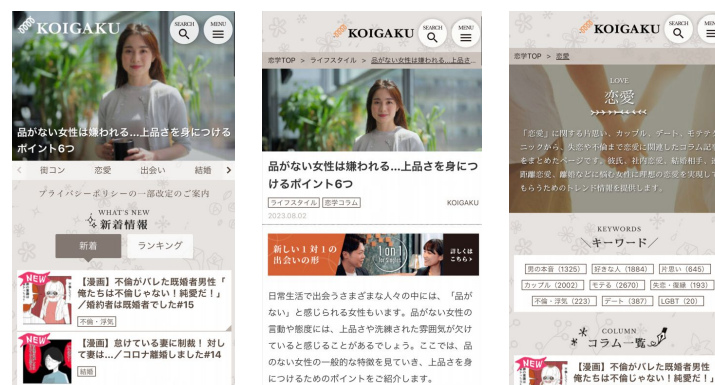 KOIGAKU
SEARCH
MENU
品がない女性は嫌われる...上品さを身につける
ポイント6つ
街コン
恋愛
出会い
結婚
プライバシーポリシーの一部改定のご案内
WHAT'S NEW
新着情報
新着
ランキング
NEW
【漫画】不倫がバレた既婚者男性「
俺たちは不倫じゃない！純愛だ！」
／婚約者は既婚者でした#15
不倫・浮気
NEW
【漫画】怠けている妻に制裁！ 対し
て妻は…／コロナ離婚しました#14
結婚
KOIGAKU
SEARCH
MENU
恋学TOP > ライフスタイル > 品がない女性は嫌われる...上品さ...
品がない女性は嫌われる...上品さを身につ
けるポイント6つ
ライフスタイル
恋学コラム
KOIGAKU
2023.08.02
新しい1対1の
出会いの形
1on1
for Singles
詳しくは
こちら
日常生活で出会うさまざまな人々の中には、「品が
ない」と感じられる女性もいます。品がない女性の
言動や態度には、上品さや洗練された雰囲気が欠け
ていると感じることがあるでしょう。ここでは、品
のない女性の一般的な特徴を見ていき、上品さを身
につけるためのポイントをご紹介します。
KOIGAKU
SEARCH
恋学TOP > 恋愛
LOVE
恋愛
「恋愛」に関する片思い、カップル、デート、モテテク
ニックから、失恋や不倫まで恋愛に関連したコラム記事
をまとめたページです。彼氏、社内恋愛、結婚相手、
距離恋愛、離婚などに悩む女性に理想の恋愛を実現して
もらうためのトレンド情報を提供します。
KEYWORDS
キーワード
男の本音（1325）
好きな人（1884）
片思い（645）
カップル（2002）
モテる（2670）
失恋・復縁（193）
不倫・浮気（223）
デート（387）
LGBT（20）
COLUMN
コラム一覧
NEW
【漫画】不倫がバレた既婚者男性
俺たちは不倫じゃない！純愛だ！」